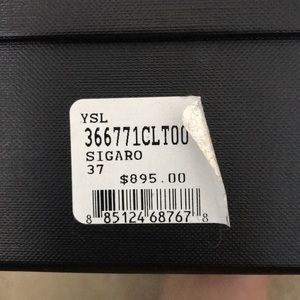 YSL
366771CLT00
SIGARO
37
$895.00
8 85124 68767 8